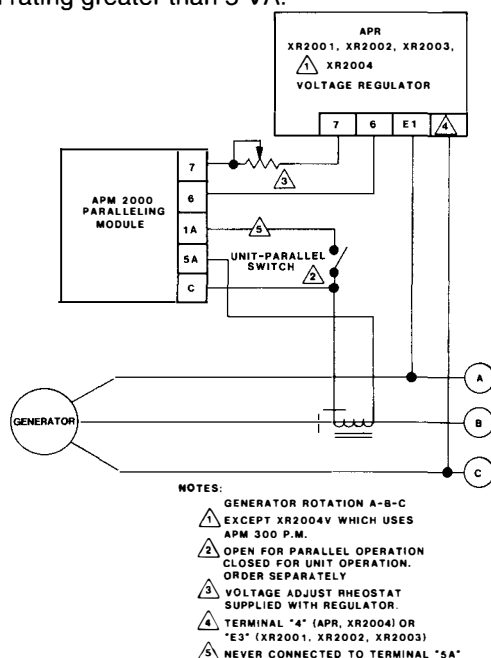 rating greater than 5 VA.
APR
XR2001, XR2002, XR2003,
1 XR2004
VOLTAGE REGULATOR
7 6 E1 4
7
6
1A
5A
C
APM 2000
PARALLELING
MODULE
3
5
UNIT-PARALLEL
SWITCH
2
GENERATOR
A
B
C
NOTES:
GENERATOR ROTATION A-B-C
1 EXCEPT XR2004V WHICH USES
APM 300 P.M.
2 OPEN FOR PARALLEL OPERATION
CLOSED FOR UNIT OPERATION.
ORDER SEPARATELY
3 VOLTAGE ADJUST RHEOSTAT
SUPPLIED WITH REGULATOR.
4 TERMINAL "4" (APR, XR2004) OR
"E3" (XR2001, XR2002, XR2003)
5 NEVER CONNECTED TO TERMINAL "5A"